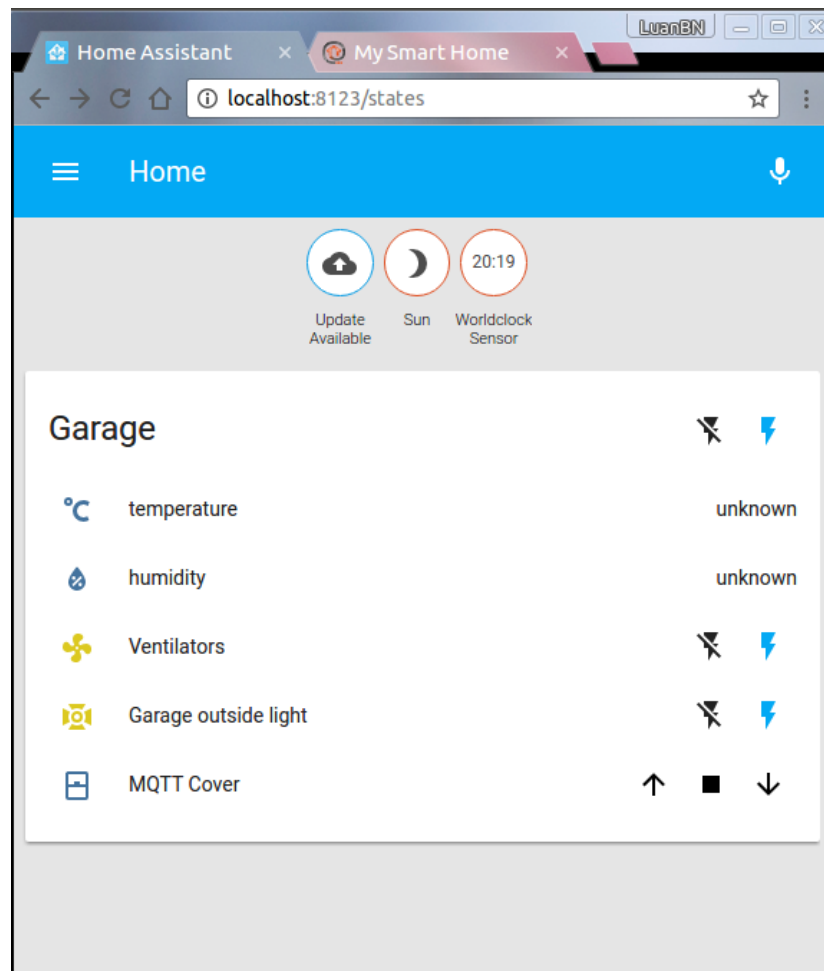 LuanBN
Home Assistant
My Smart Home
localhost:8123/states
Home
20:19
Update Available
Sun
Worldclock Sensor
Garage
°C temperature unknown
humidity unknown
Ventilators
Garage outside light
MQTT Cover